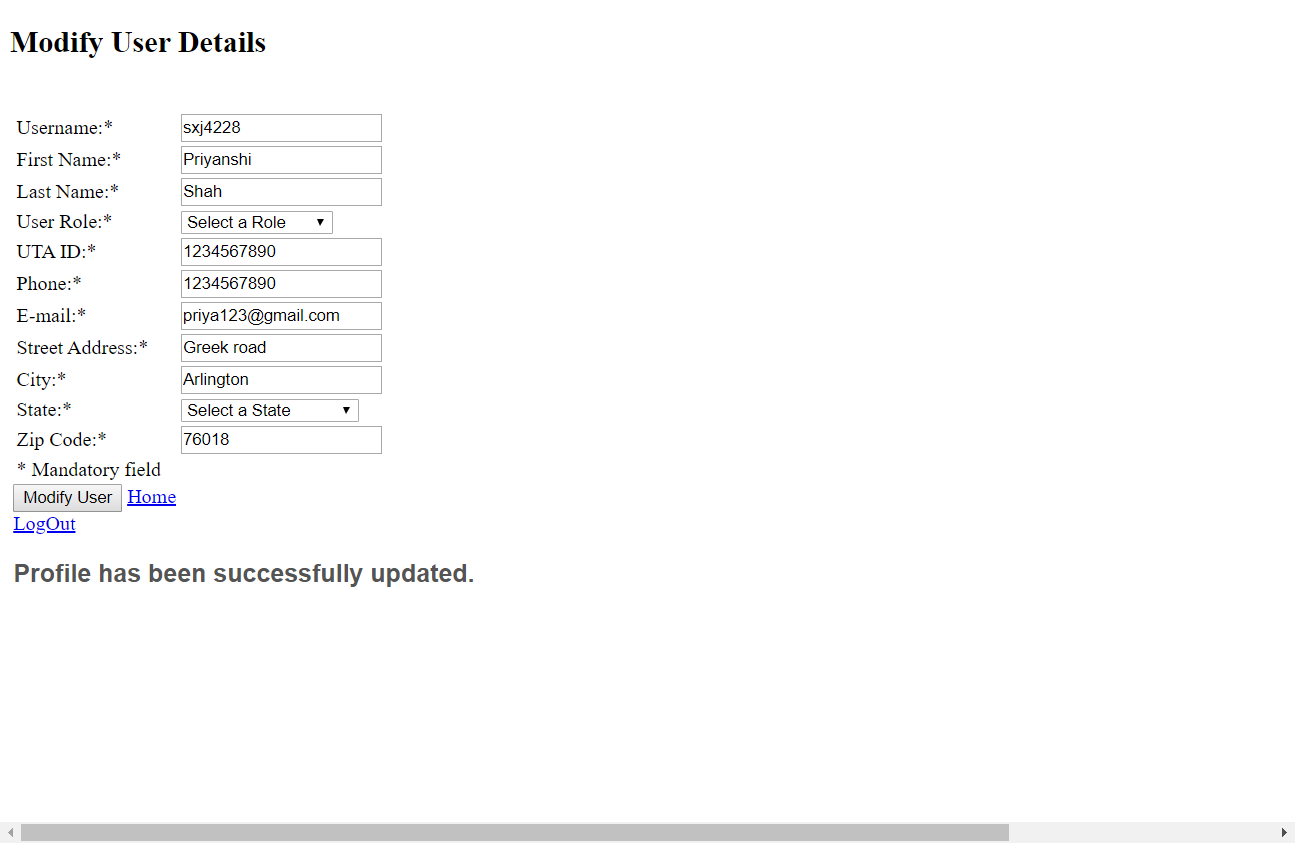 Modify User Details
Username:* sxj4228
First Name:* Priyanshi
Last Name:* Shah
User Role:* Select a Role
UTA ID:* 1234567890
Phone:* 1234567890
E-mail:* priya123@gmail.com
Street Address:* Greek road
City:* Arlington
State:* Select a State
Zip Code:* 76018
* Mandatory field
Modify User Home
LogOut
Profile has been successfully updated.